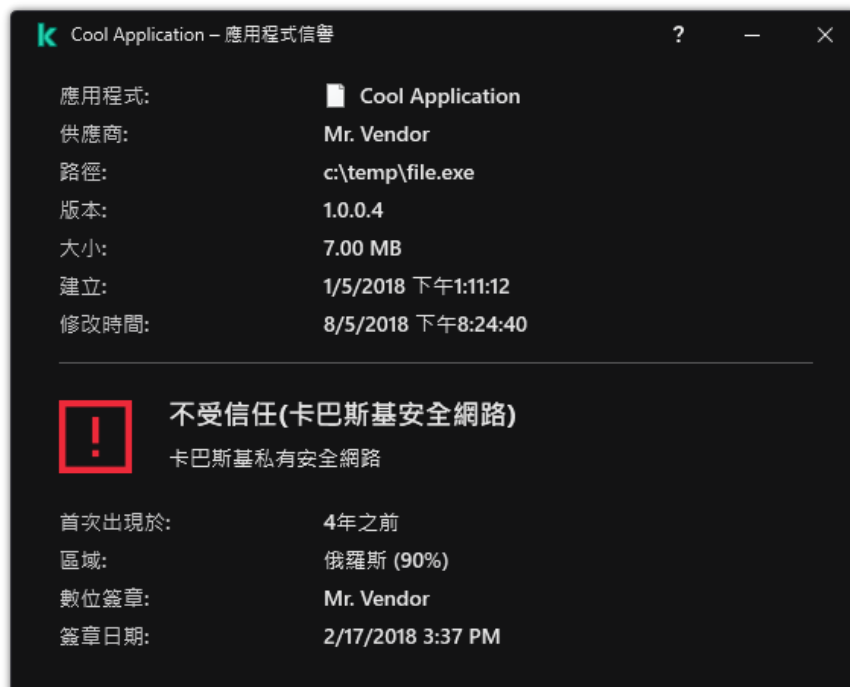 Cool Application – 應用程式信譽 ?
應用程式: Cool Application
供應商: Mr. Vendor
路徑: c:\temp\file.exe
版本: 1.0.0.4
大小: 7.00 MB
建立: 1/5/2018 下午1:11:12
修改時間: 8/5/2018 下午8:24:40
不受信任(卡巴斯基安全網路)
卡巴斯基私有安全網路
首次出現於: 4年之前
區域: 俄羅斯 (90%)
數位簽章: Mr. Vendor
簽章日期: 2/17/2018 3:37 PM